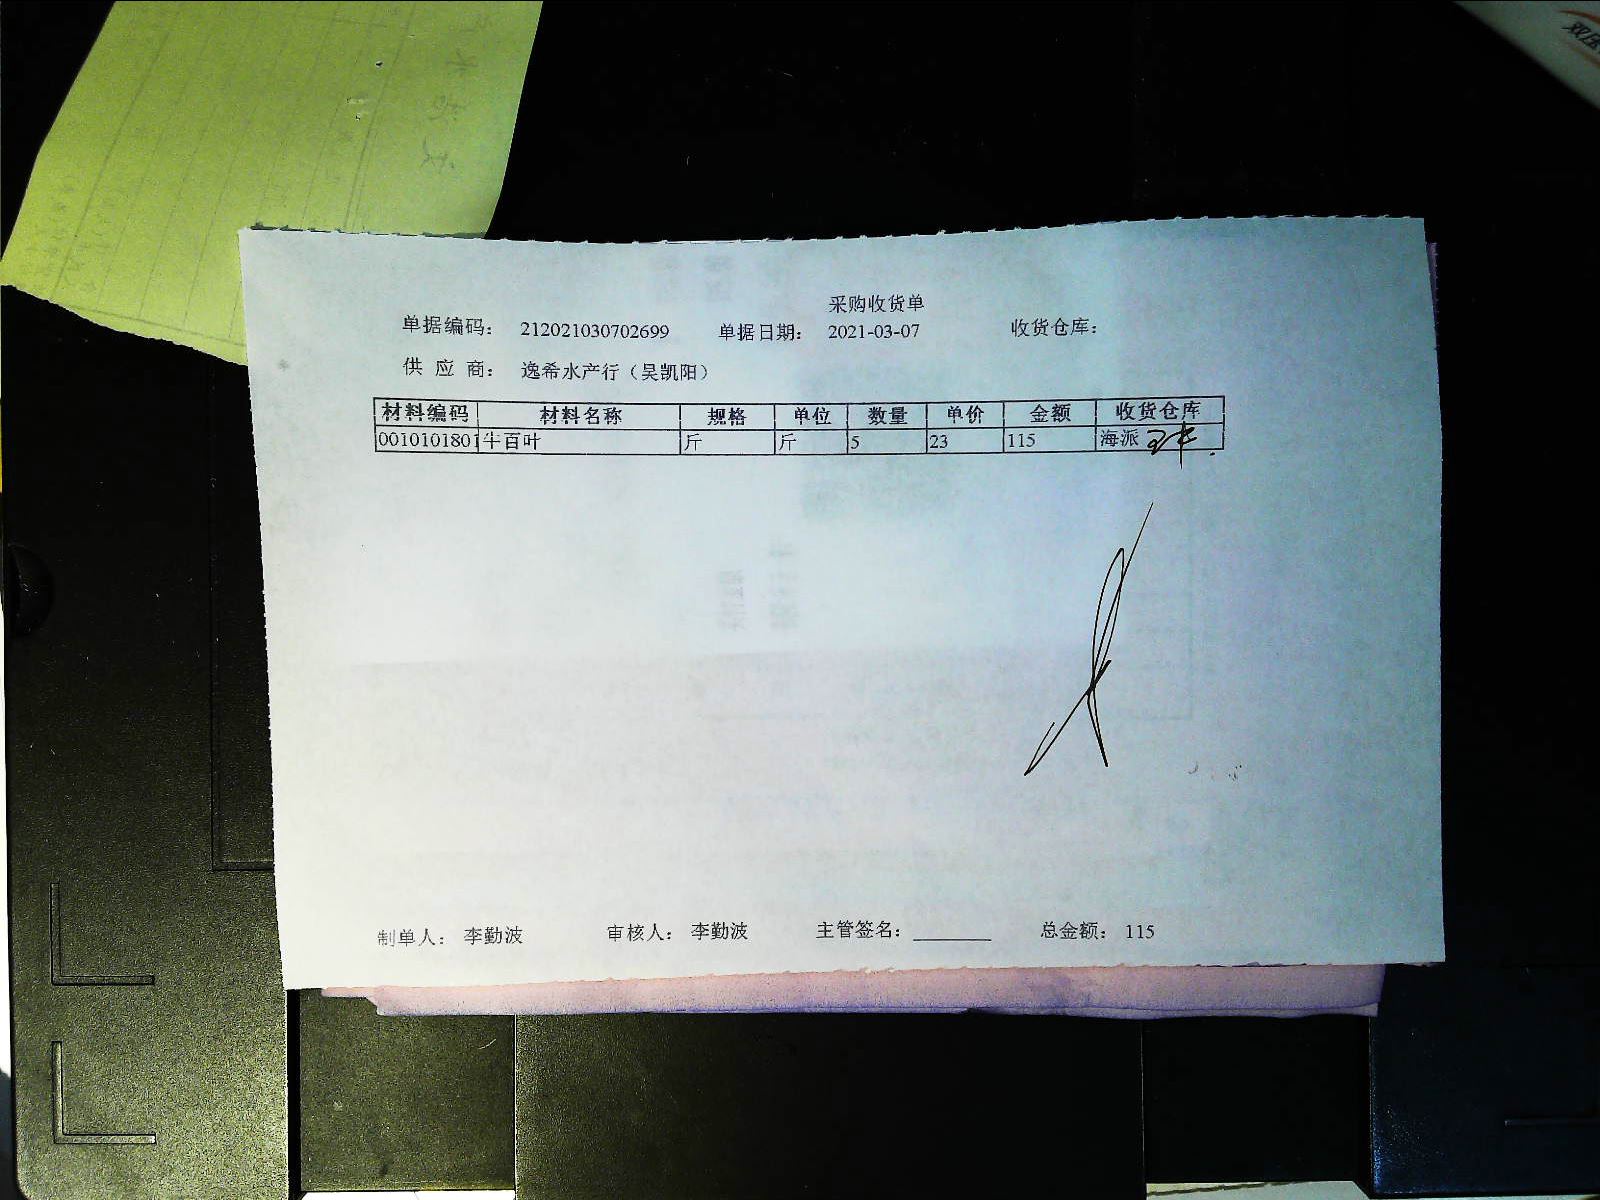 采购收货单
单据编码： 212021030702699 单据日期： 2021-03-07 收货仓库：
供 应 商： 逸希水产行（吴凯阳）
材料编码 材料名称 规格 单位 数量 单价 金额 收货仓库
0010101801 牛百叶 斤 斤 5 23 115 海派
制单人： 李勤波 审核人： 李勤波 主管签名：_______ 总金额： 115